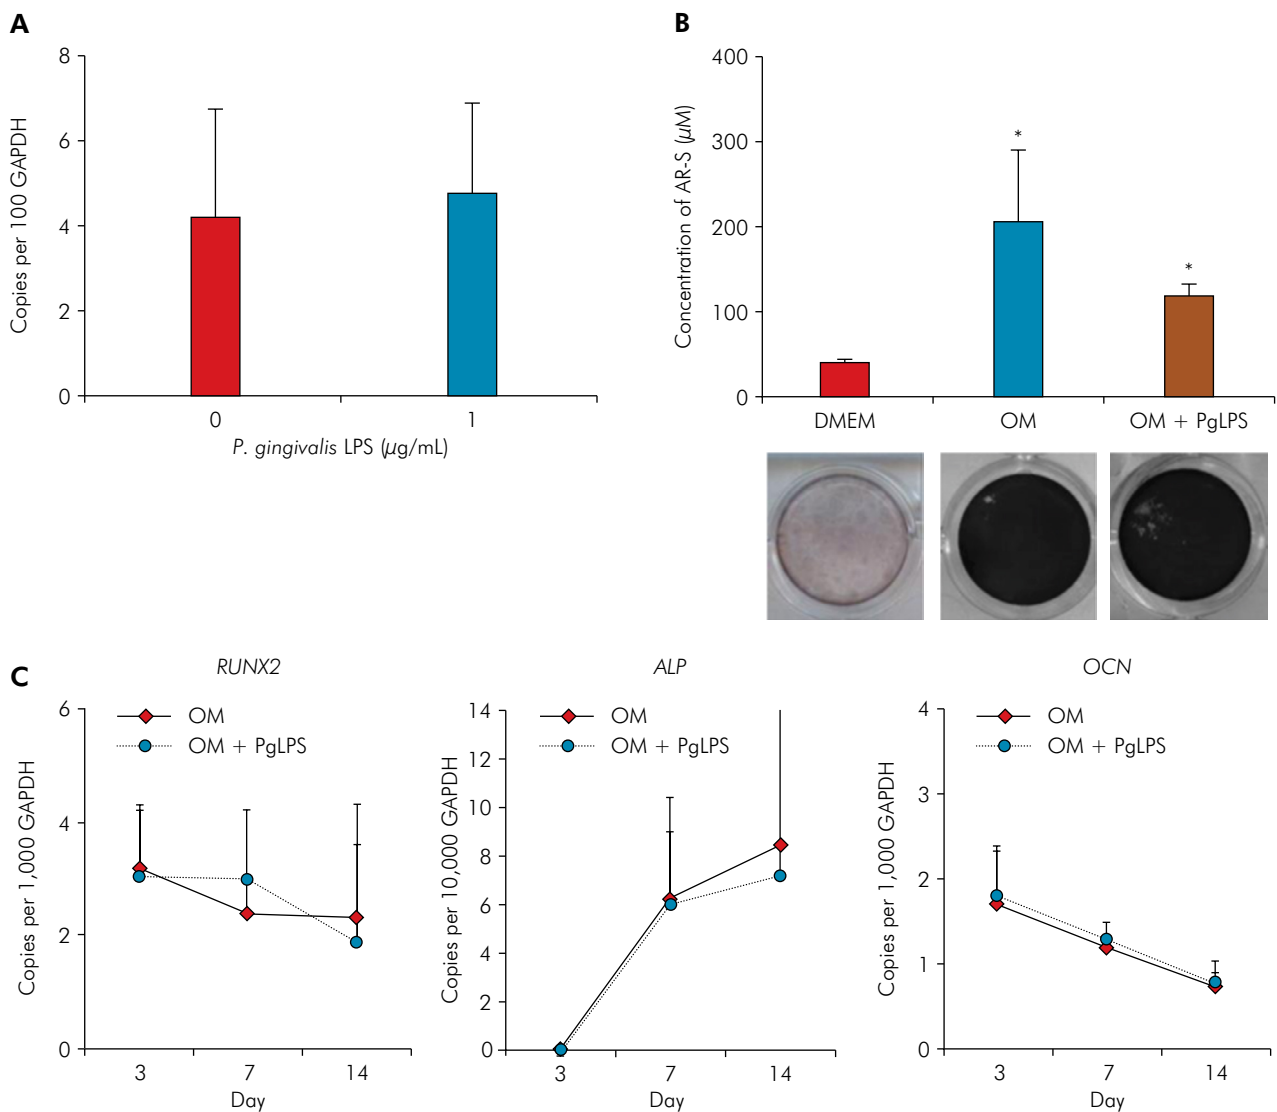 A
8
6
4
2
0
Copies per 100 GAPDH
0 1
P. gingivalis LPS (µg/mL)
B
400
300
200
100
0
Concentration of AR-S (µM)
*
*
DMEM OM OM + PgLPS
C
RUNX2
OM
OM + PgLPS
6
4
2
0
Copies per 1,000 GAPDH
3 7 14
Day
ALP
OM
OM + PgLPS
14
12
10
8
6
4
2
0
Copies per 10,000 GAPDH
3 7 14
Day
OCN
OM
OM + PgLPS
4
3
2
1
0
Copies per 1,000 GAPDH
3 7 14
Day